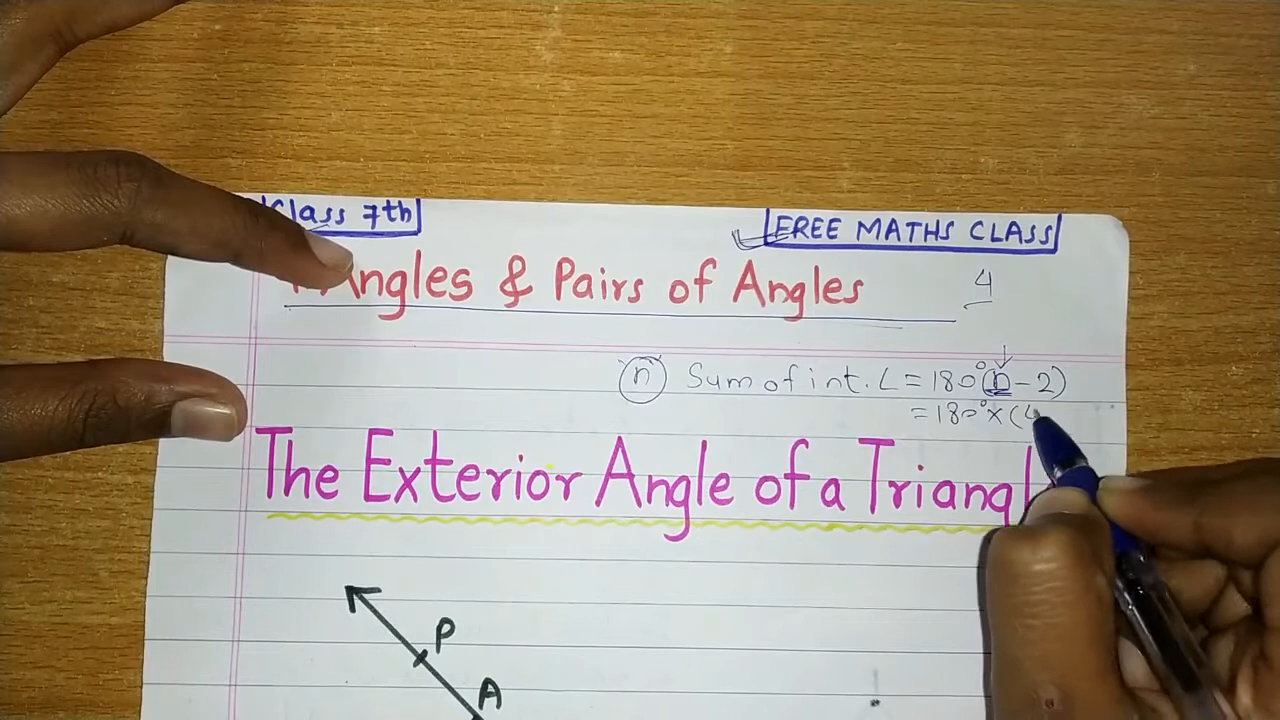 Class 7th
FREE MATHS CLASS
Angles & Pairs of Angles
4
n Sum of int. ∠ = 180°(n-2)
= 180° × (4
The Exterior Angle of a Triangl
P
A